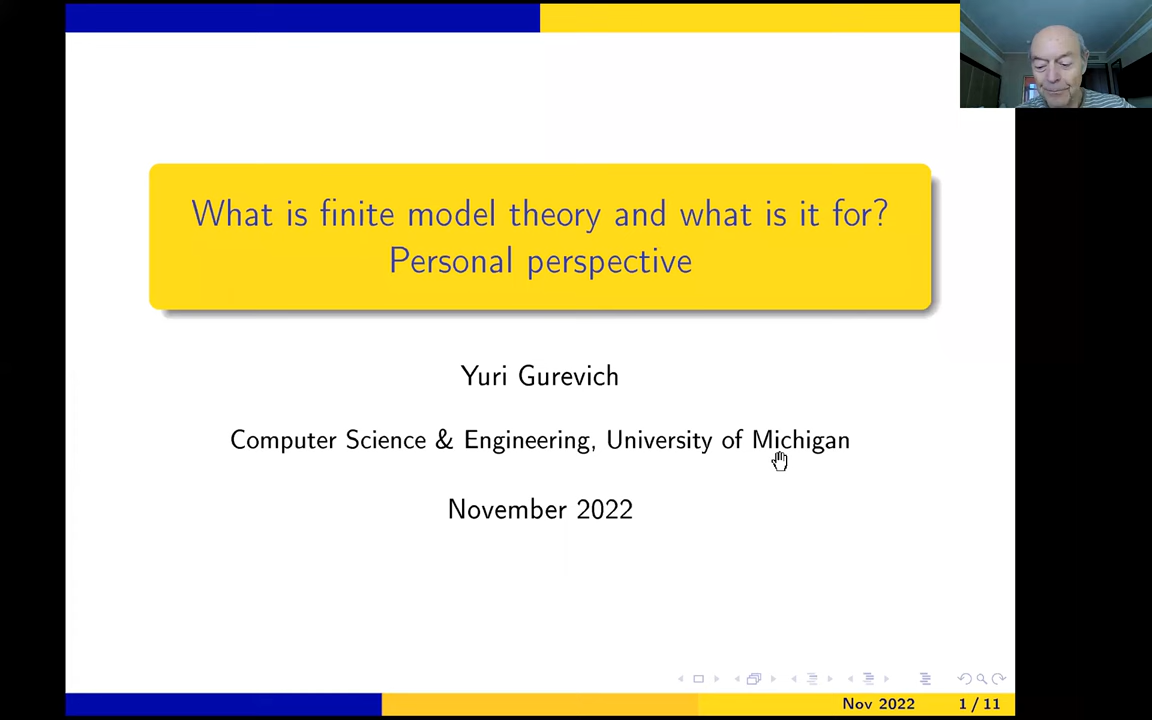 What is finite model theory and what is it for?
Personal perspective
Yuri Gurevich
Computer Science & Engineering, University of Michigan
November 2022
Nov 2022 1 / 11